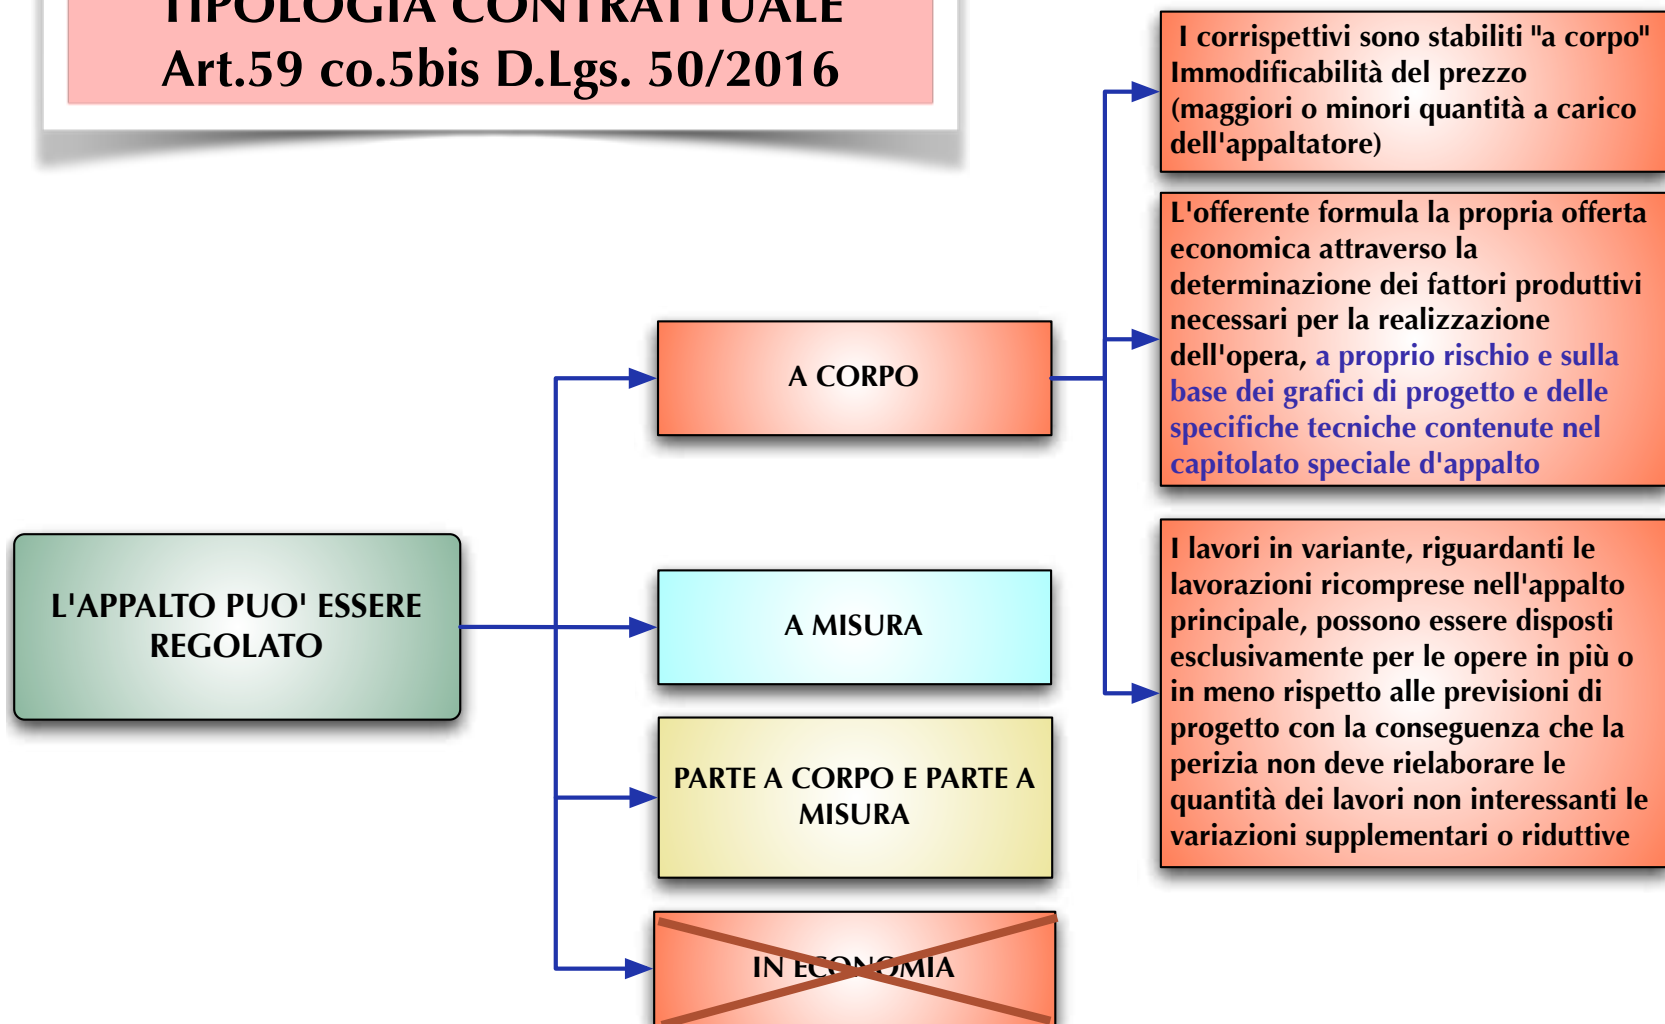 TIPOLOGIA CONTRATTUALE
Art.59 co.5bis D.Lgs. 50/2016
L'APPALTO PUO' ESSERE
REGOLATO
A CORPO
A MISURA
PARTE A CORPO E PARTE A
MISURA
IN ECONOMIA
I corrispettivi sono stabiliti "a corpo"
Immodificabilità del prezzo
(maggiori o minori quantità a carico
dell'appaltatore)
L'offerente formula la propria offerta
economica attraverso la
determinazione dei fattori produttivi
necessari per la realizzazione
dell'opera, a proprio rischio e sulla
base dei grafici di progetto e delle
specifiche tecniche contenute nel
capitolato speciale d'appalto
I lavori in variante, riguardanti le
lavorazioni ricomprese nell'appalto
principale, possono essere disposti
esclusivamente per le opere in più o
in meno rispetto alle previsioni di
progetto con la conseguenza che la
perizia non deve rielaborare le
quantità dei lavori non interessanti le
variazioni supplementari o riduttive